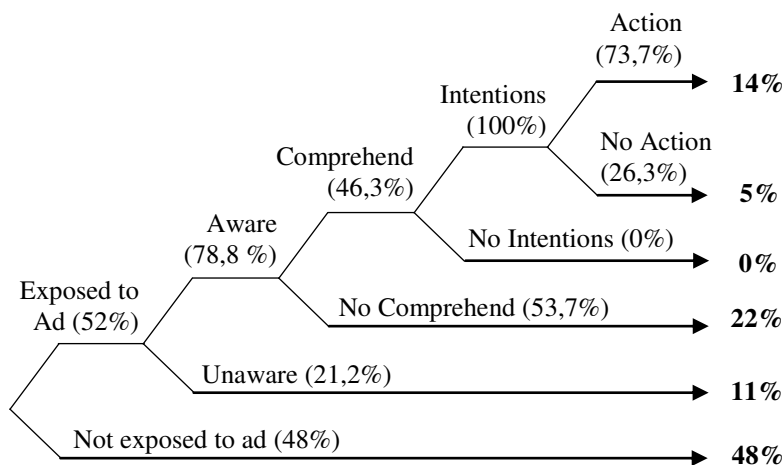 Action
(73,7%)
14%
Intentions
(100%)
No Action
(26,3%)
5%
Comprehend
(46,3%)
No Intentions (0%)
0%
Aware
(78,8 %)
No Comprehend (53,7%)
22%
Exposed to
Ad (52%)
Unaware (21,2%)
11%
Not exposed to ad (48%)
48%